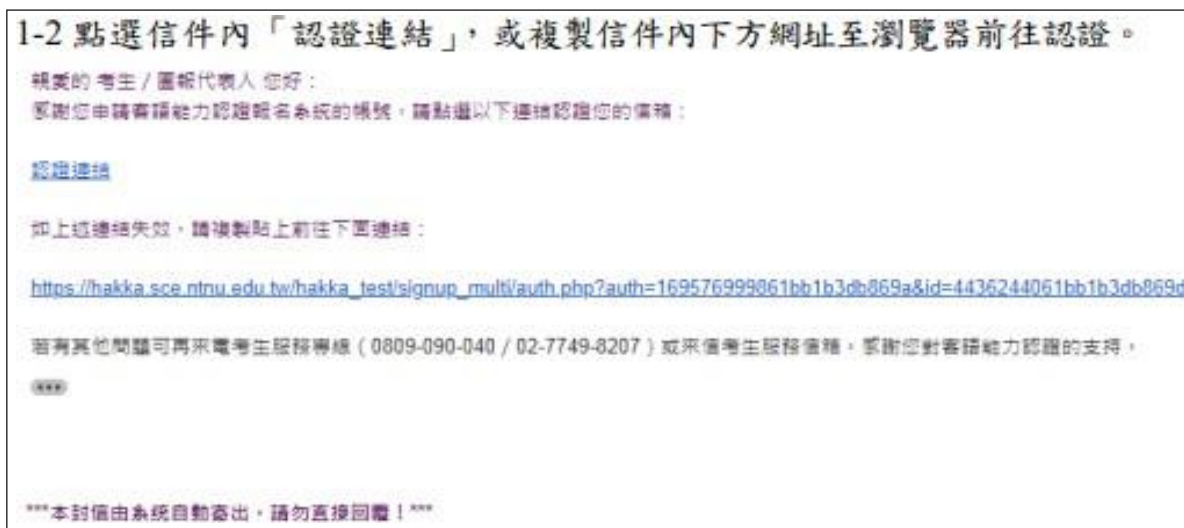 1-2 點選信件內「認證連結」，或複製信件內下方網址至瀏覽器前往認證。
親愛的 考生 / 團報代表人 您好：
感謝您申請客語能力認證報名系統的帳號，請點選以下連結認證您的信箱：
認證連結
如上述連結失效，請複製貼上前往下面連結：
https://hakka.sce.ntnu.edu.tw/hakka_test/signup_multi/auth.php?auth=169576999861bb1b3db869a&id=4436244061bb1b3db869d
若有其他問題可再來電考生服務專線 ( 0809-090-040 / 02-7749-8207 ) 或來信考生服務信箱，感謝您對客語能力認證的支持，
***本封信由系統自動寄出，請勿直接回覆！***